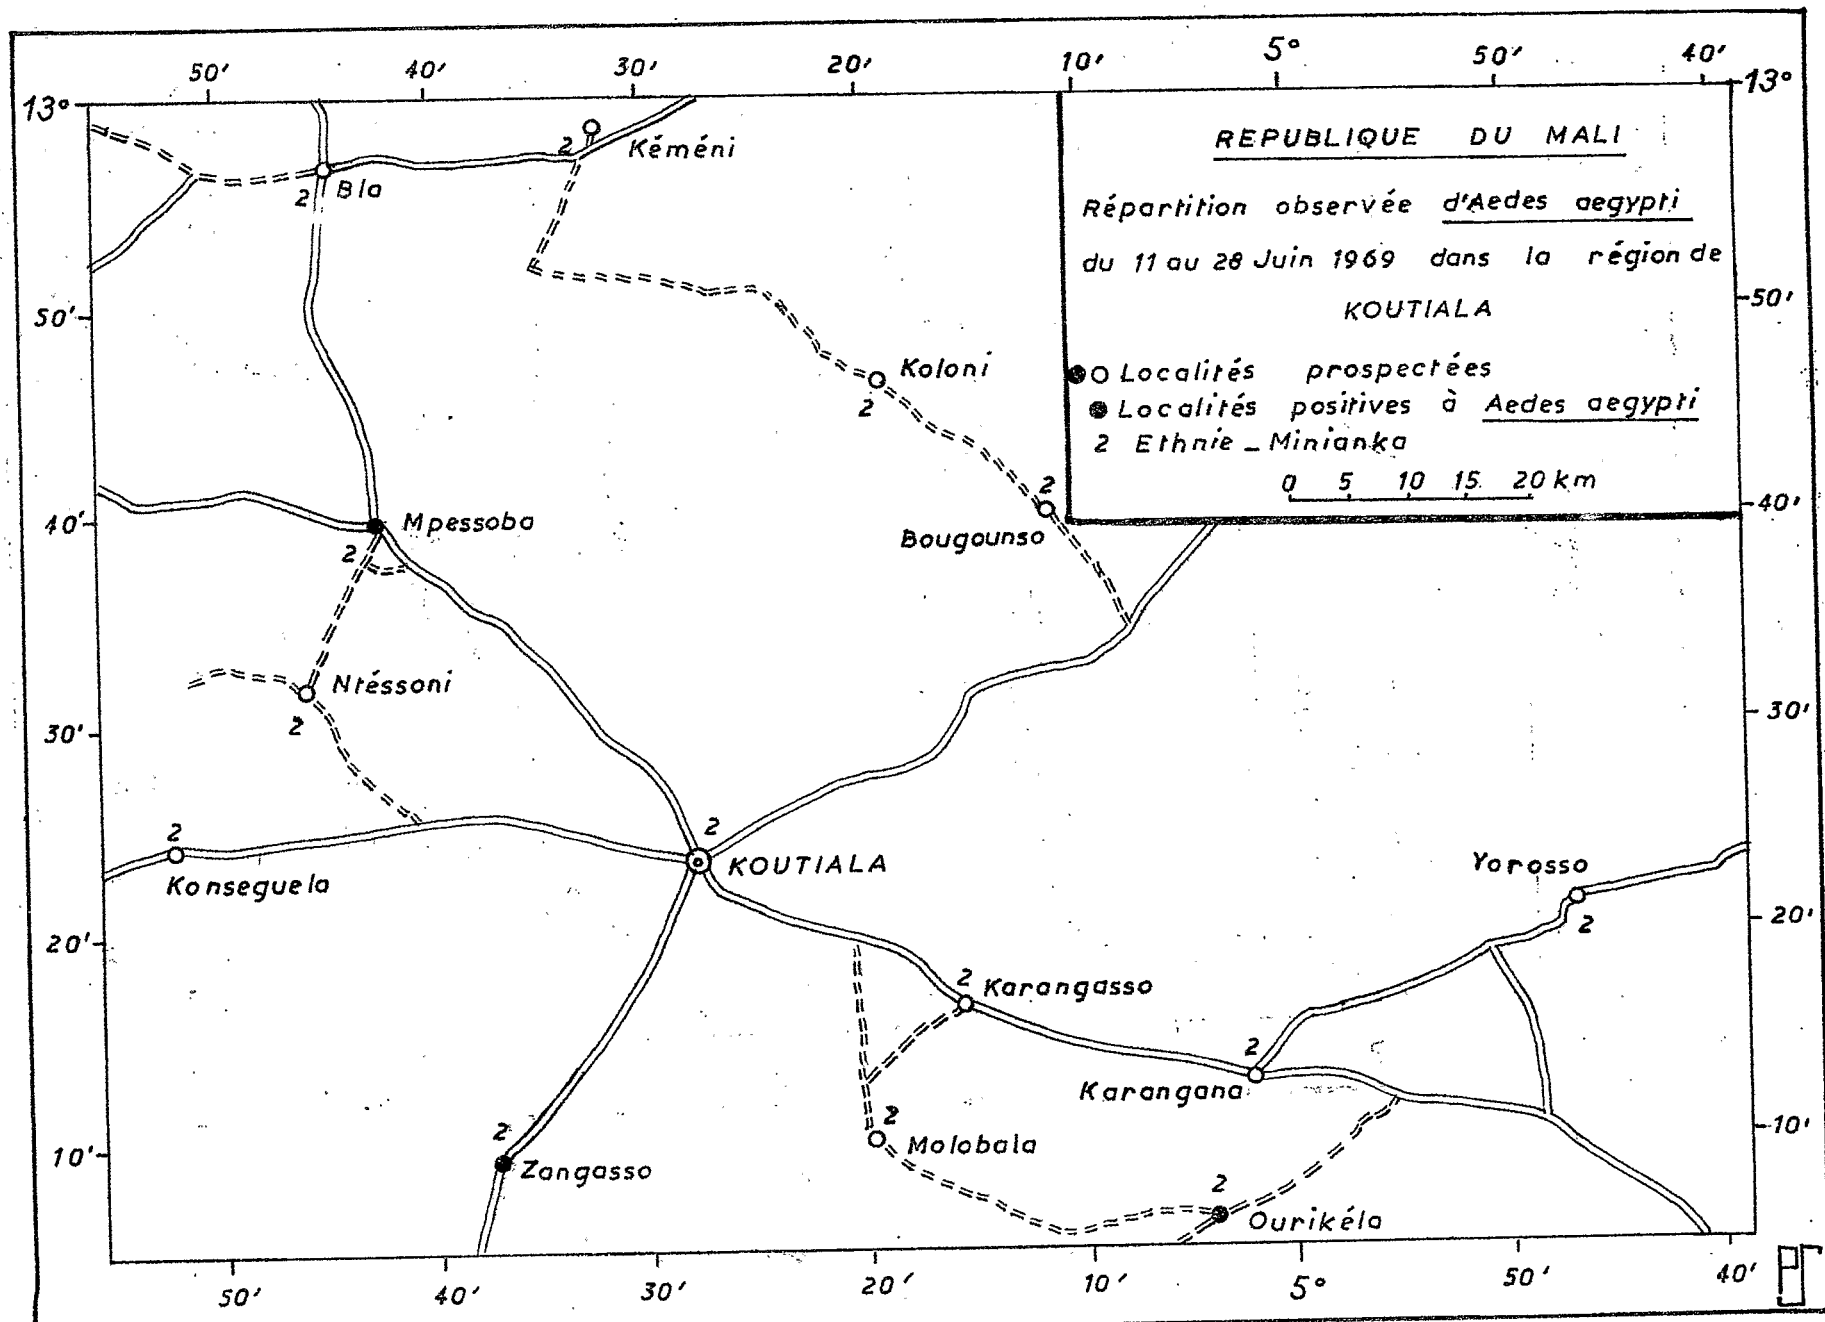 50' 40' 30' 20' 10' 5° 50' 40'
13° 13°
REPUBLIQUE DU MALI
Répartition observée d'Aedes aegypti
du 11 au 28 Juin 1969 dans la région de
KOUTIALA
Localités prospectées
Localités positives à Aedes aegypti
2 Ethnie _ Minianka
0 5 10 15 20 km
2 Kéméni
2 Bla
50' 50'
Koloni
2
2
Bougounso
40' 40'
Mpessoba
2
Ntéssoni
2
30' 30'
2
KOUTIALA
2
Konseguela
Yorosso
2
20' 20'
2
Karangasso
2
Karangana
2
Molobala
10' 10'
2
Zangasso
2
Ourikéla
50' 40' 30' 20' 10' 5° 50' 40'